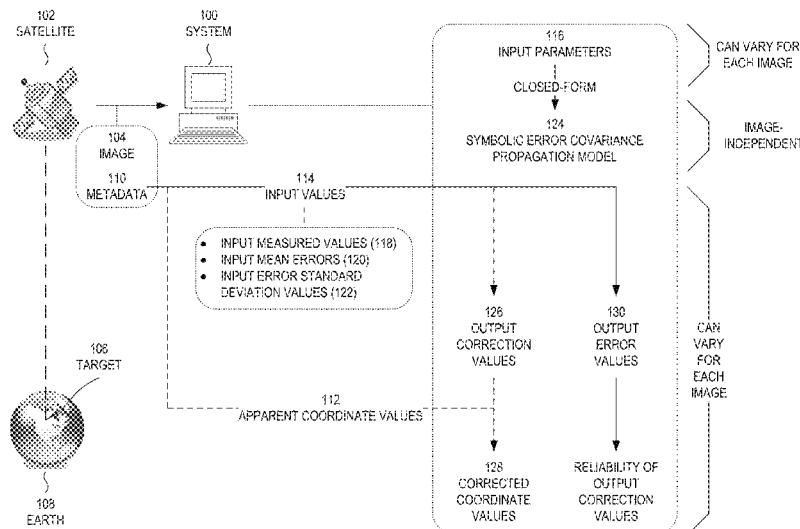 102
SATELLITE
100
SYSTEM
116
INPUT PARAMETERS
CAN VARY FOR
EACH IMAGE
CLOSED-FORM
124
SYMBOLIC ERROR COVARIANCE
PROPAGATION MODEL
IMAGE-
INDEPENDENT
104
IMAGE
110
METADATA
114
INPUT VALUES
• INPUT MEASURED VALUES (118)
• INPUT MEAN ERRORS (120)
• INPUT ERROR STANDARD
DEVIATION VALUES (122)
126
OUTPUT
CORRECTION
VALUES
130
OUTPUT
ERROR
VALUES
CAN
VARY
FOR
EACH
IMAGE
106
TARGET
112
APPARENT COORDINATE VALUES
128
CORRECTED
COORDINATE
VALUES
RELIABILITY OF
OUTPUT
CORRECTION
VALUES
108
EARTH